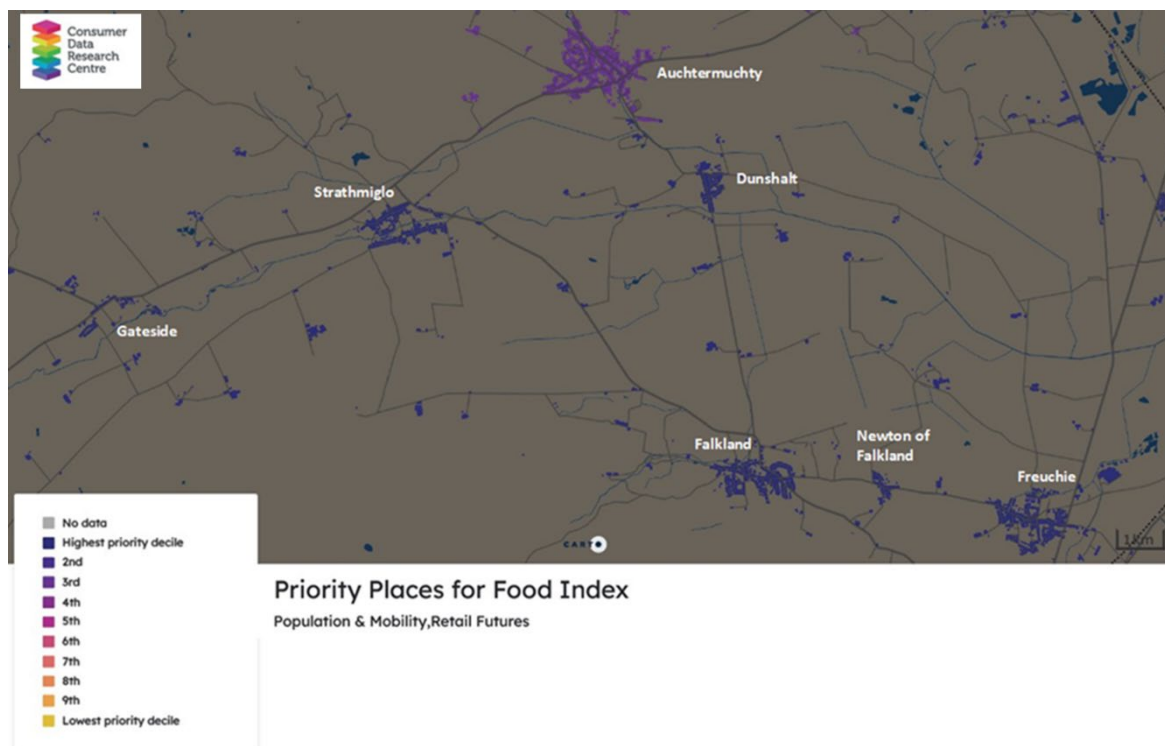 Consumer
Data
Research
Centre
Auchtermuchty
Dunshalt
Strathmiglo
Gateside
Falkland
Newton of
Falkland
Freuchie
CARTO
1km
No data
Highest priority decile
2nd
3rd
4th
5th
6th
7th
8th
9th
Lowest priority decile
Priority Places for Food Index
Population & Mobility,Retail Futures